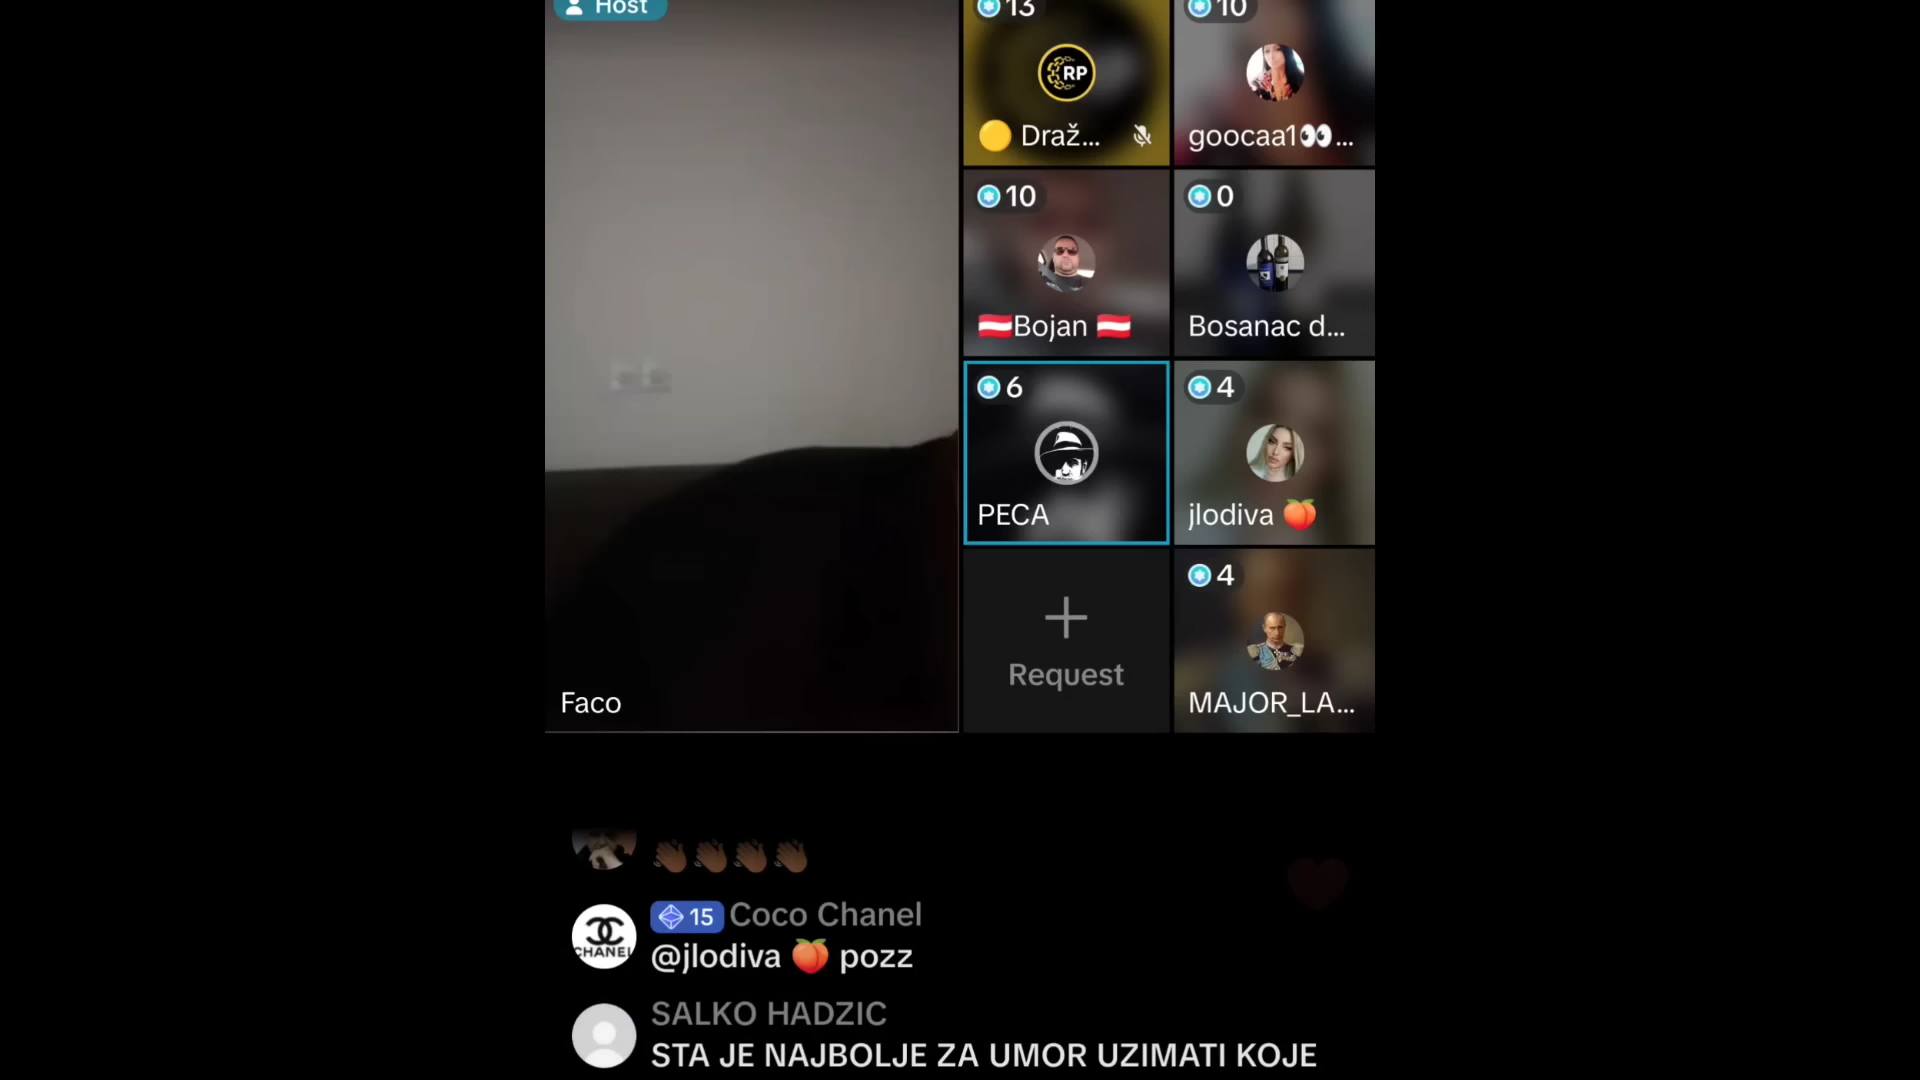 Host
13
10
RP
🟡 Draž...
goocaa1👀...
10
0
🇦🇹Bojan 🇦🇹
Bosanac d...
6
4
PECA
jlodiva 🍑
4
Request
Faco
MAJOR_LA...
👋🏾👋🏾👋🏾👋🏾
15 Coco Chanel
CHANEL
@jlodiva 🍑 pozz
SALKO HADZIC
STA JE NAJBOLJE ZA UMOR UZIMATI KOJE